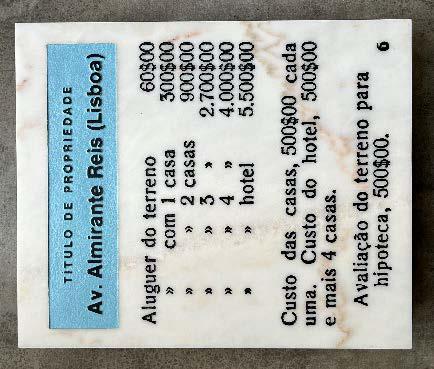 TITULO DE PROPRIEDADE
Av. Almirante Reis (Lisboa)
Aluguer do terreno 60$00
» com 1 casa 300$00
» » 2 casas 900$00
» » 3 » 2.700$00
» » 4 » 4.000$00
» » hotel 5.500$00
Custo das casas, 500$00 cada
uma. Custo do hotel, 500$00
e mais 4 casas.
Avaliação do terreno para
hipoteca, 500$00.
6